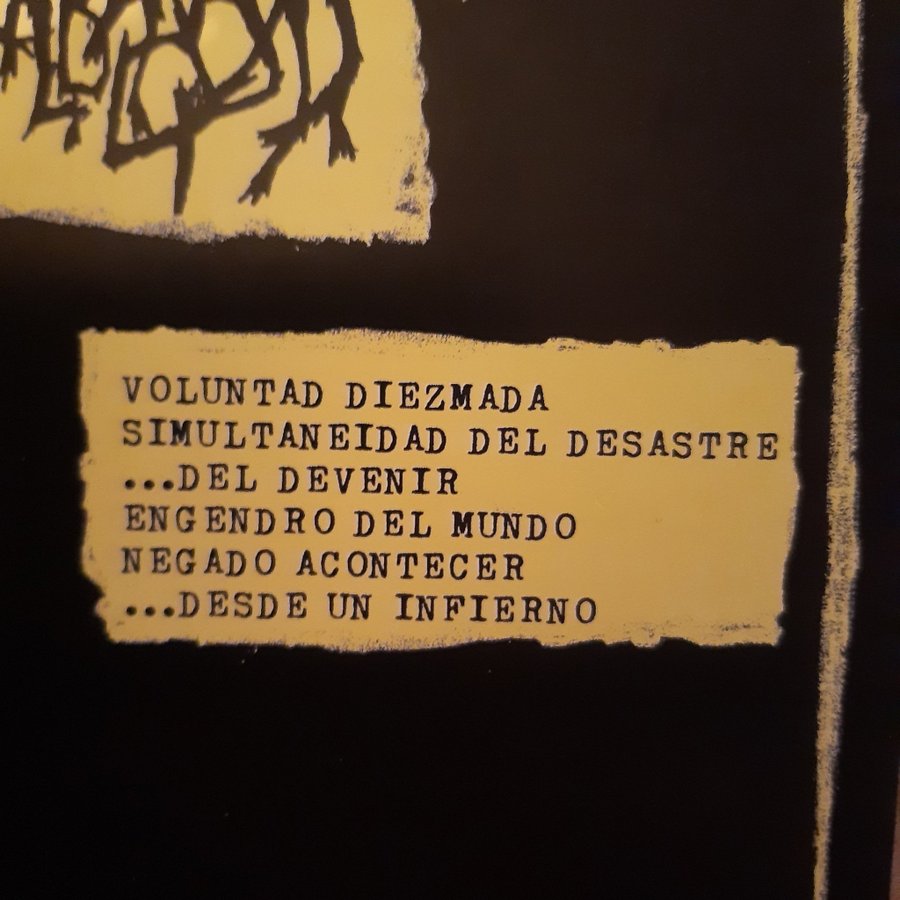 VOLUNTAD DIEZMADA
SIMULTANEIDAD DEL DESASTRE
...DEL DEVENIR
ENGENDRO DEL MUNDO
NEGADO ACONTECER
...DESDE UN INFIERNO